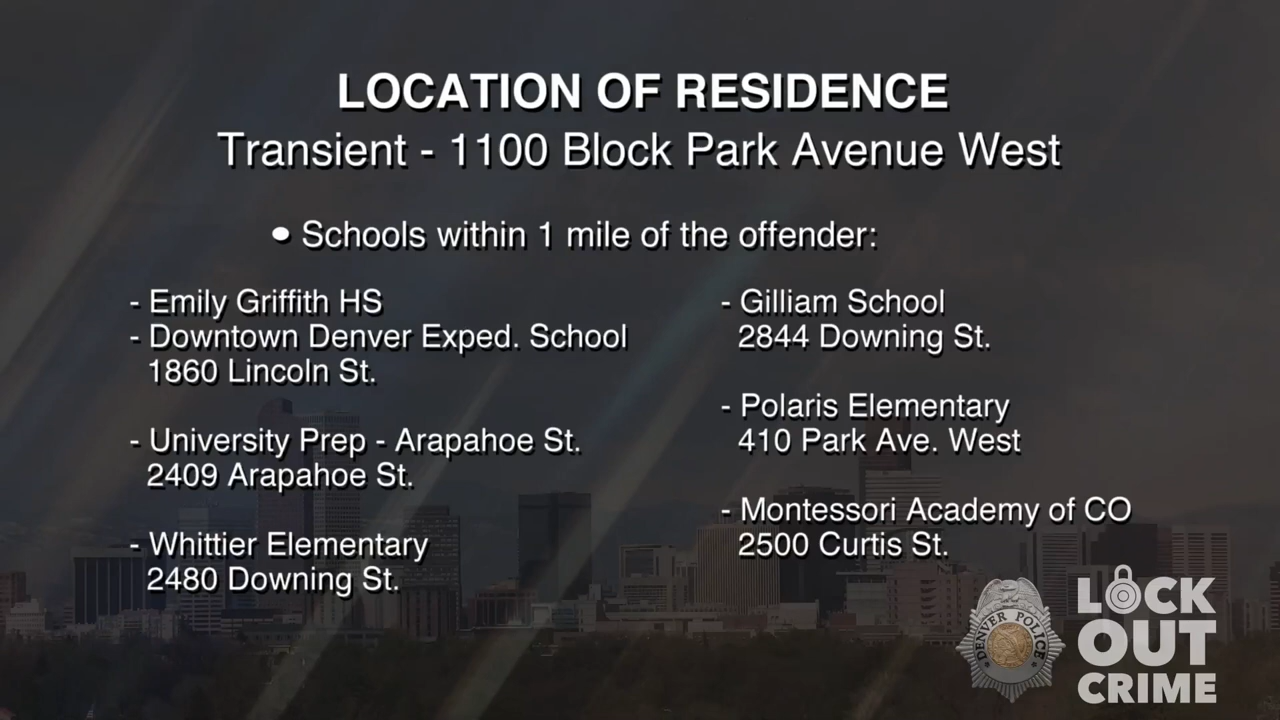 LOCATION OF RESIDENCE
Transient - 1100 Block Park Avenue West
• Schools within 1 mile of the offender:
- Emily Griffith HS
- Downtown Denver Exped. School
1860 Lincoln St.
- University Prep - Arapahoe St.
2409 Arapahoe St.
- Whittier Elementary
2480 Downing St.
- Gilliam School
2844 Downing St.
- Polaris Elementary
410 Park Ave. West
- Montessori Academy of CO
2500 Curtis St.
DENVER POLICE
LOCK
OUT
CRIME